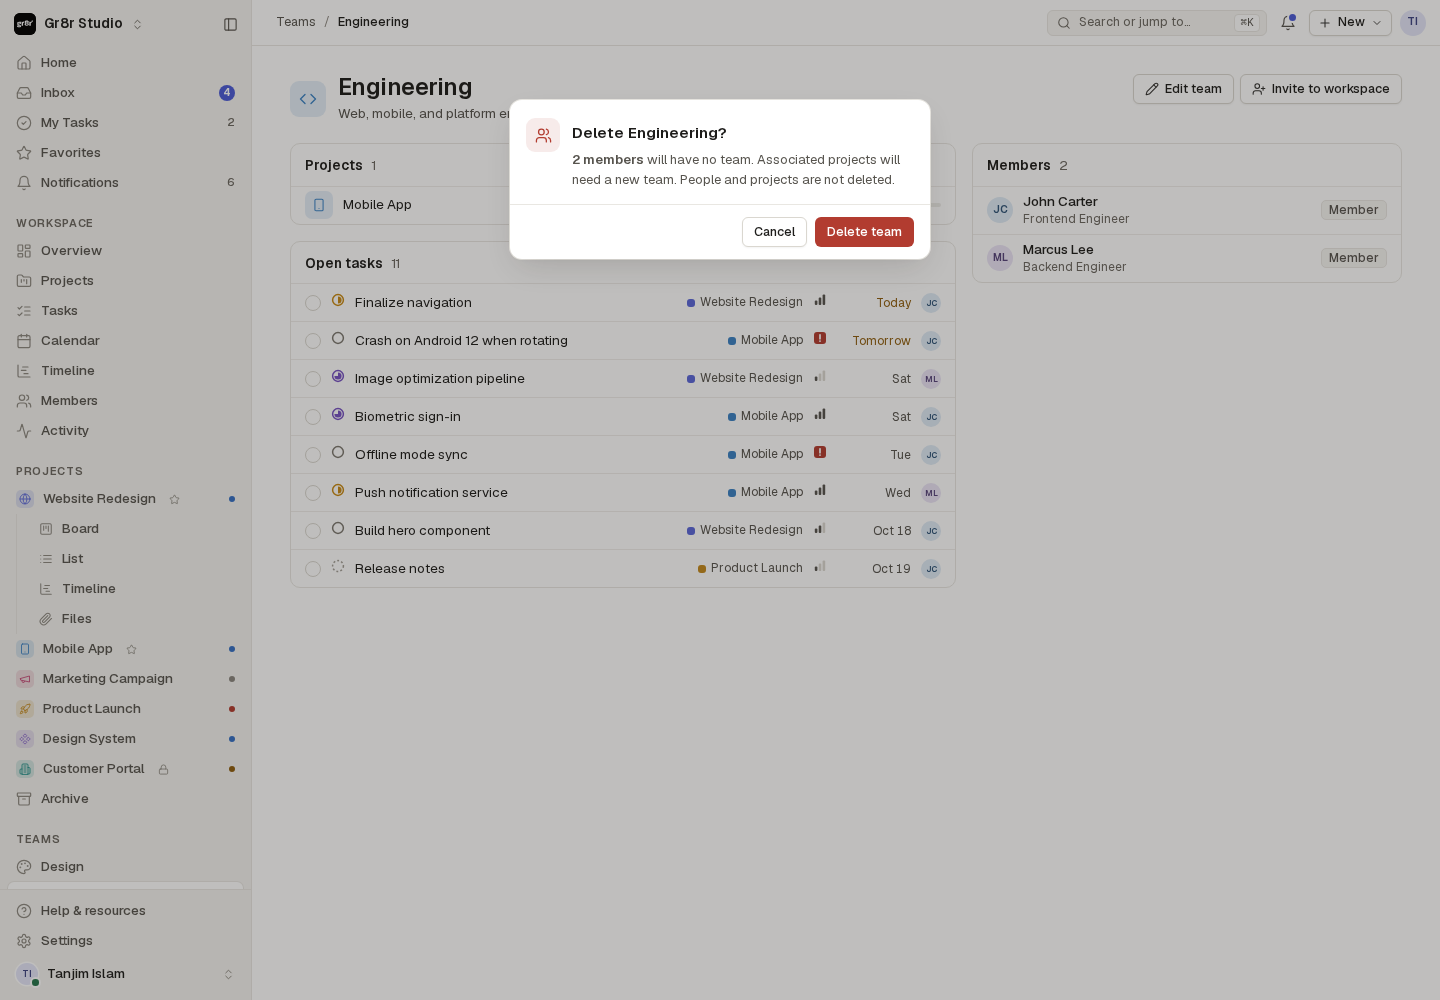 gr8r
Gr8r Studio
Teams / Engineering
Search or jump to...
⌘K
New
TI
Home
Inbox 4
My Tasks 2
Favorites
Notifications 6
WORKSPACE
Overview
Projects
Tasks
Calendar
Timeline
Members
Activity
PROJECTS
Website Redesign
Board
List
Timeline
Files
Mobile App
Marketing Campaign
Product Launch
Design System
Customer Portal
Archive
TEAMS
Design
Help & resources
Settings
TI Tanjim Islam
Engineering
Edit team
Invite to workspace
Projects 1
Mobile App
Delete Engineering?
2 members will have no team. Associated projects will
need a new team. People and projects are not deleted.
Cancel
Delete team
Open tasks 11
Finalize navigation Website Redesign Today JC
Crash on Android 12 when rotating Mobile App Tomorrow JC
Image optimization pipeline Website Redesign Sat ML
Biometric sign-in Mobile App Sat JC
Offline mode sync Mobile App Tue JC
Push notification service Mobile App Wed ML
Build hero component Website Redesign Oct 18 JC
Release notes Product Launch Oct 19 JC
Web, mobile, and platform
Members 2
JC John Carter Member
Frontend Engineer
ML Marcus Lee Member
Backend Engineer